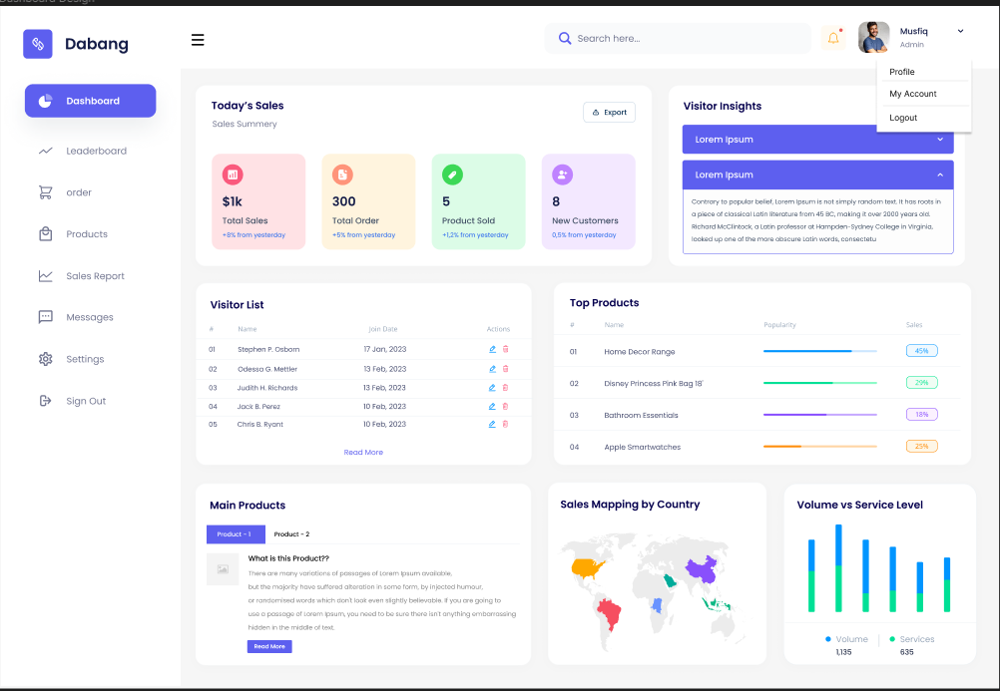 Dashboard Design
Dabang
Search here...
Musfiq
Admin
Profile
My Account
Logout
Dashboard
Leaderboard
order
Products
Sales Report
Messages
Settings
Sign Out
Today's Sales
Sales Summery
Export
$1k
Total Sales
+8% from yesterday
300
Total Order
+5% from yesterday
5
Product Sold
+1,2% from yesterday
8
New Customers
0,5% from yesterday
Visitor Insights
Lorem Ipsum
Lorem Ipsum
Contrary to popular belief, Lorem Ipsum is not simply random text. It has roots in
a piece of classical Latin literature from 45 BC, making it over 2000 years old.
Richard McClintock, a Latin professor at Hampden-Sydney College in Virginia,
looked up one of the more obscure Latin words, consectetu
Visitor List
# Name Join Date Actions
01 Stephen P. Osborn 17 Jan, 2023
02 Odessa G. Mettler 13 Feb, 2023
03 Judith H. Richards 13 Feb, 2023
04 Jack B. Perez 10 Feb, 2023
05 Chris B. Ryant 10 Feb, 2023
Read More
Top Products
# Name Popularity Sales
01 Home Decor Range 45%
02 Disney Princess Pink Bag 18' 29%
03 Bathroom Essentials 18%
04 Apple Smartwatches 25%
Main Products
Product - 1 Product - 2
What is this Product??
There are many variations of passages of Lorem Ipsum available,
but the majority have suffered alteration in some form, by injected humour,
or randomised words which don't look even slightly believable. If you are going to
use a passage of Lorem Ipsum, you need to be sure there isn't anything embarrassing
hidden in the middle of text.
Read More
Sales Mapping by Country
Volume vs Service Level
Volume Services
1,135 635